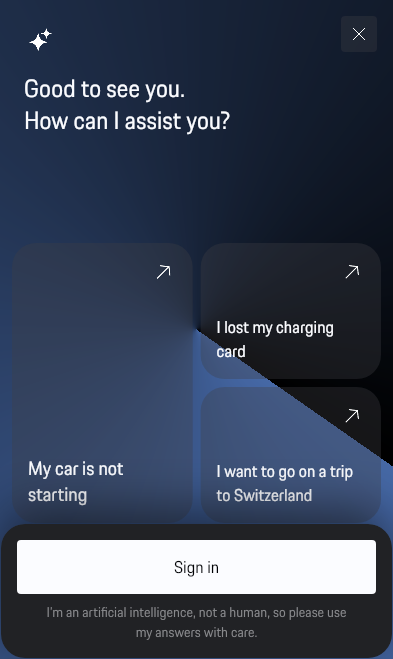 Good to see you.
How can I assist you?
I lost my charging
card
My car is not
starting
I want to go on a trip
to Switzerland
Sign in
I'm an artificial intelligence, not a human, so please use
my answers with care.